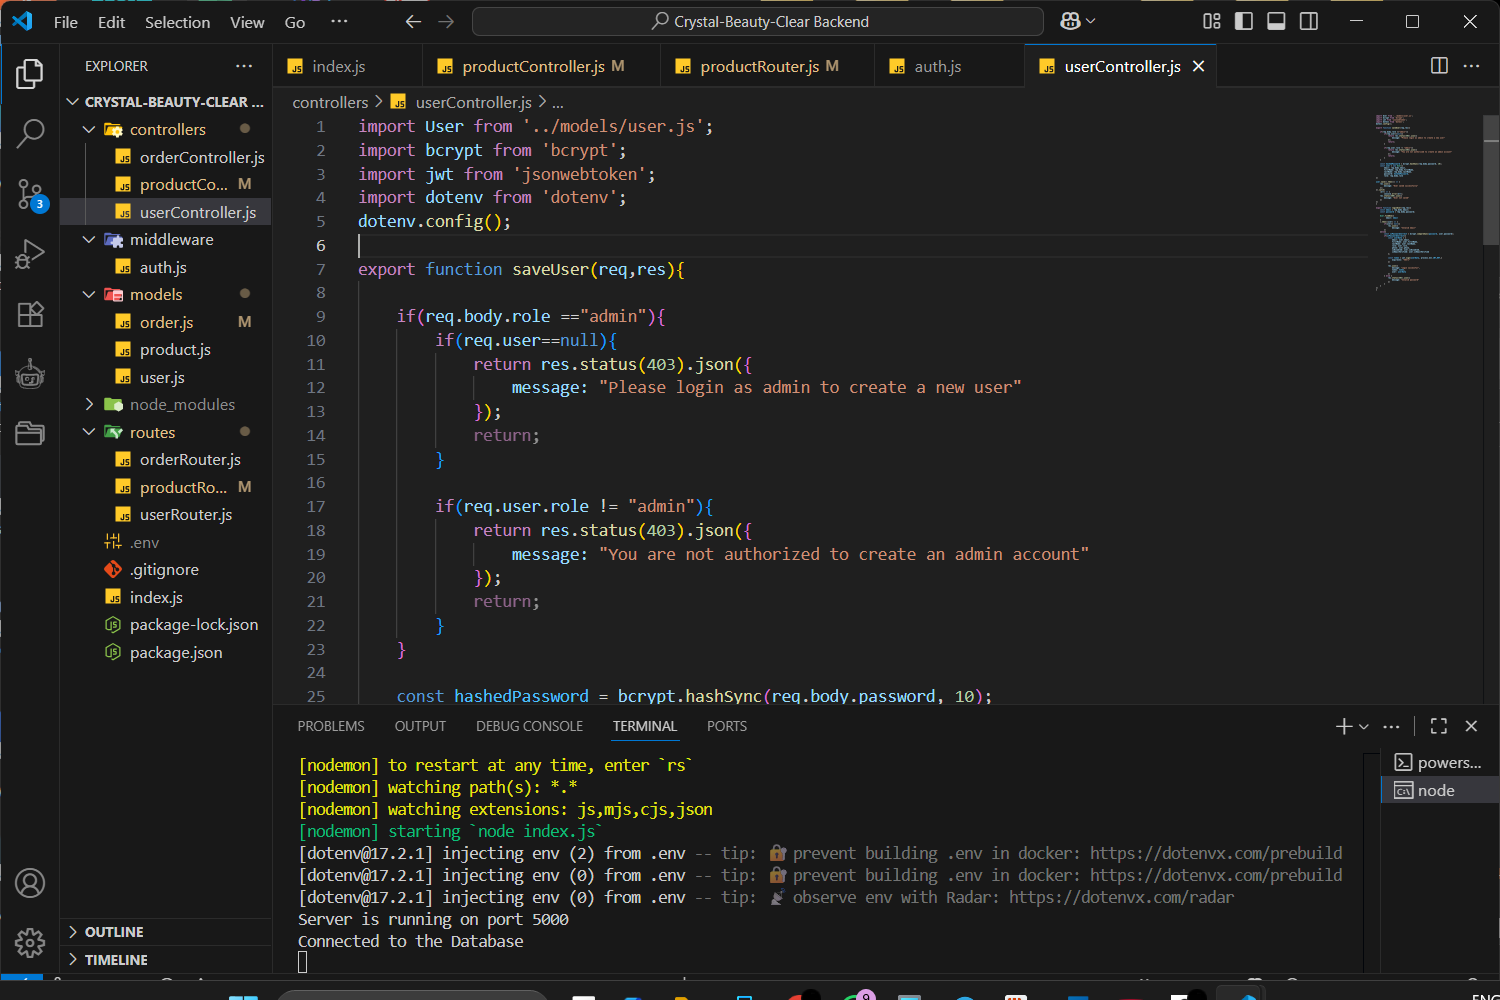 File Edit Selection View Go ···
Crystal-Beauty-Clear Backend
EXPLORER ···
index.js
productController.js M
productRouter.js M
auth.js
userController.js
CRYSTAL-BEAUTY-CLEAR ...
controllers
orderController.js
productCo... M
userController.js
middleware
auth.js
models
order.js M
product.js
user.js
node_modules
routes
orderRouter.js
productRo... M
userRouter.js
.env
.gitignore
index.js
package-lock.json
package.json
OUTLINE
TIMELINE
3
controllers > JS userController.js > ...
1 import User from '../models/user.js';
2 import bcrypt from 'bcrypt';
3 import jwt from 'jsonwebtoken';
4 import dotenv from 'dotenv';
5 dotenv.config();
6
7 export function saveUser(req,res){
8
9 if(req.body.role =="admin"){
10 if(req.user==null){
11 return res.status(403).json({
12 message: "Please login as admin to create a new user"
13 });
14 return;
15 }
16
17 if(req.user.role != "admin"){
18 return res.status(403).json({
19 message: "You are not authorized to create an admin account"
20 });
21 return;
22 }
23 }
24
25 const hashedPassword = bcrypt.hashSync(req.body.password, 10);
PROBLEMS OUTPUT DEBUG CONSOLE TERMINAL PORTS
[nodemon] to restart at any time, enter `rs`
[nodemon] watching path(s): *.*
[nodemon] watching extensions: js,mjs,cjs,json
[nodemon] starting `node index.js`
[dotenv@17.2.1] injecting env (2) from .env -- tip: 🔐 prevent building .env in docker: https://dotenvx.com/prebuild
[dotenv@17.2.1] injecting env (0) from .env -- tip: 🔐 prevent building .env in docker: https://dotenvx.com/prebuild
[dotenv@17.2.1] injecting env (0) from .env -- tip: 📡 observe env with Radar: https://dotenvx.com/radar
Server is running on port 5000
Connected to the Database
powers...
node